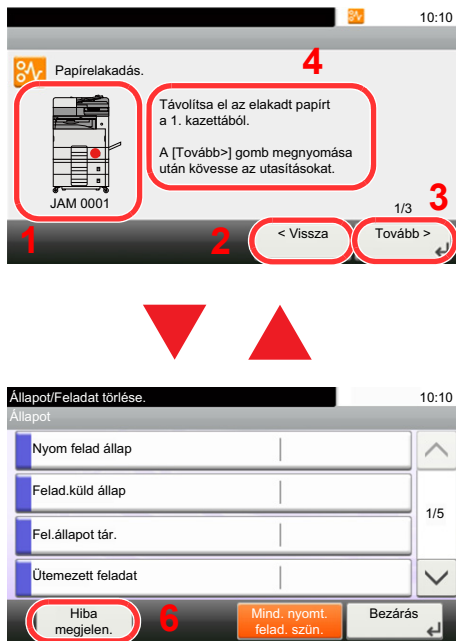 10:10
Papírelakadás.
4
Távolítsa el az elakadt papírt
a 1. kazettából.
A [Tovább>] gomb megnyomása
után kövesse az utasításokat.
JAM 0001
1/3
3
1
2
< Vissza
Tovább >
Állapot/Feladat törlése.
10:10
Állapot
Nyom felad állap
Felad.küld állap
1/5
Fel.állapot tár.
Ütemezett feladat
Hiba
megjelen.
6
Mind. nyomt.
felad. szün.
Bezárás